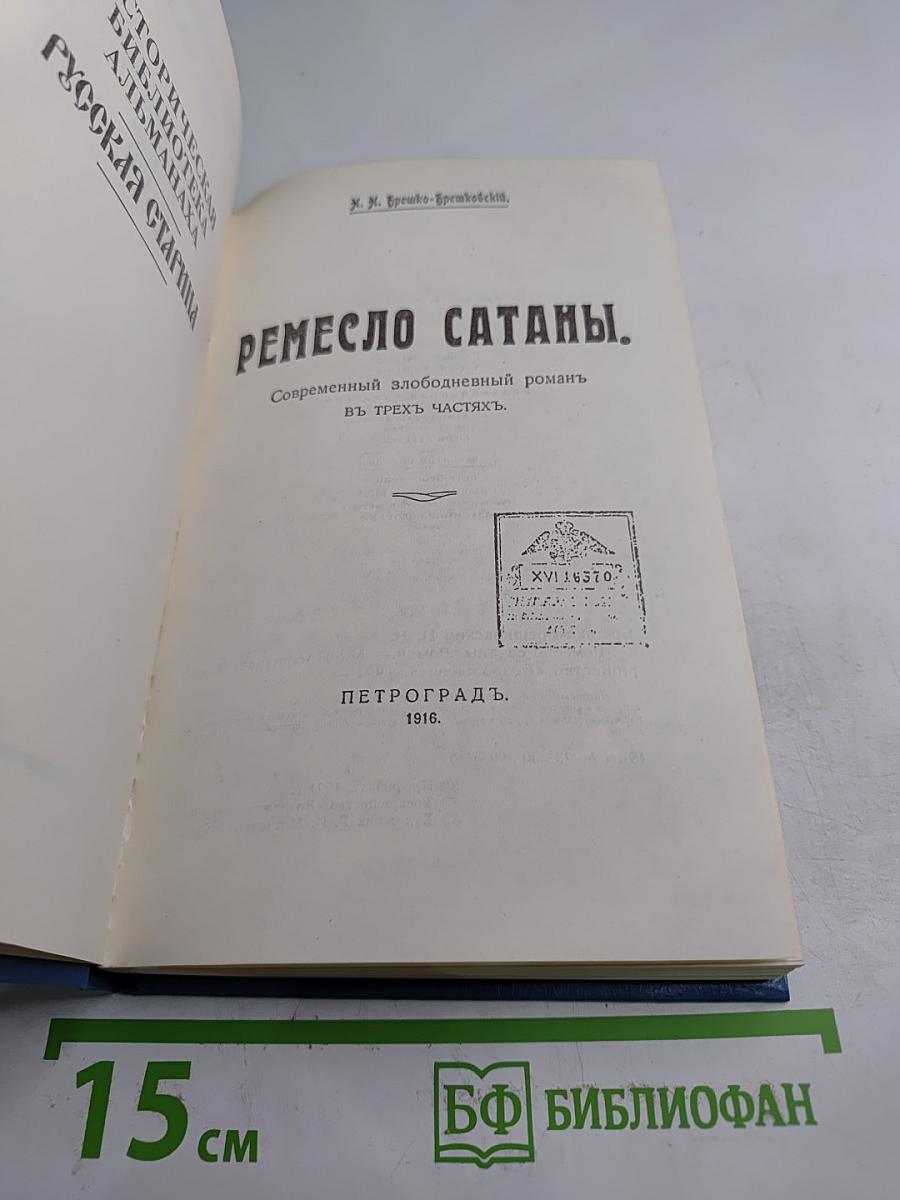 ИСТОРИЧЕСКАЯ
БИБЛИОТЕКА
АЛЬМАНАХА
РУССКАЯ СТАРИНА
Н. Н. Брешко-Брешковскій.
РЕМЕСЛО САТАНЫ.
Современный злободневный романъ
въ трехъ частяхъ.
XVI 16570
ПЕТРОГРАДЪ.
1916.
15 см
БФ БИБЛИОФАН